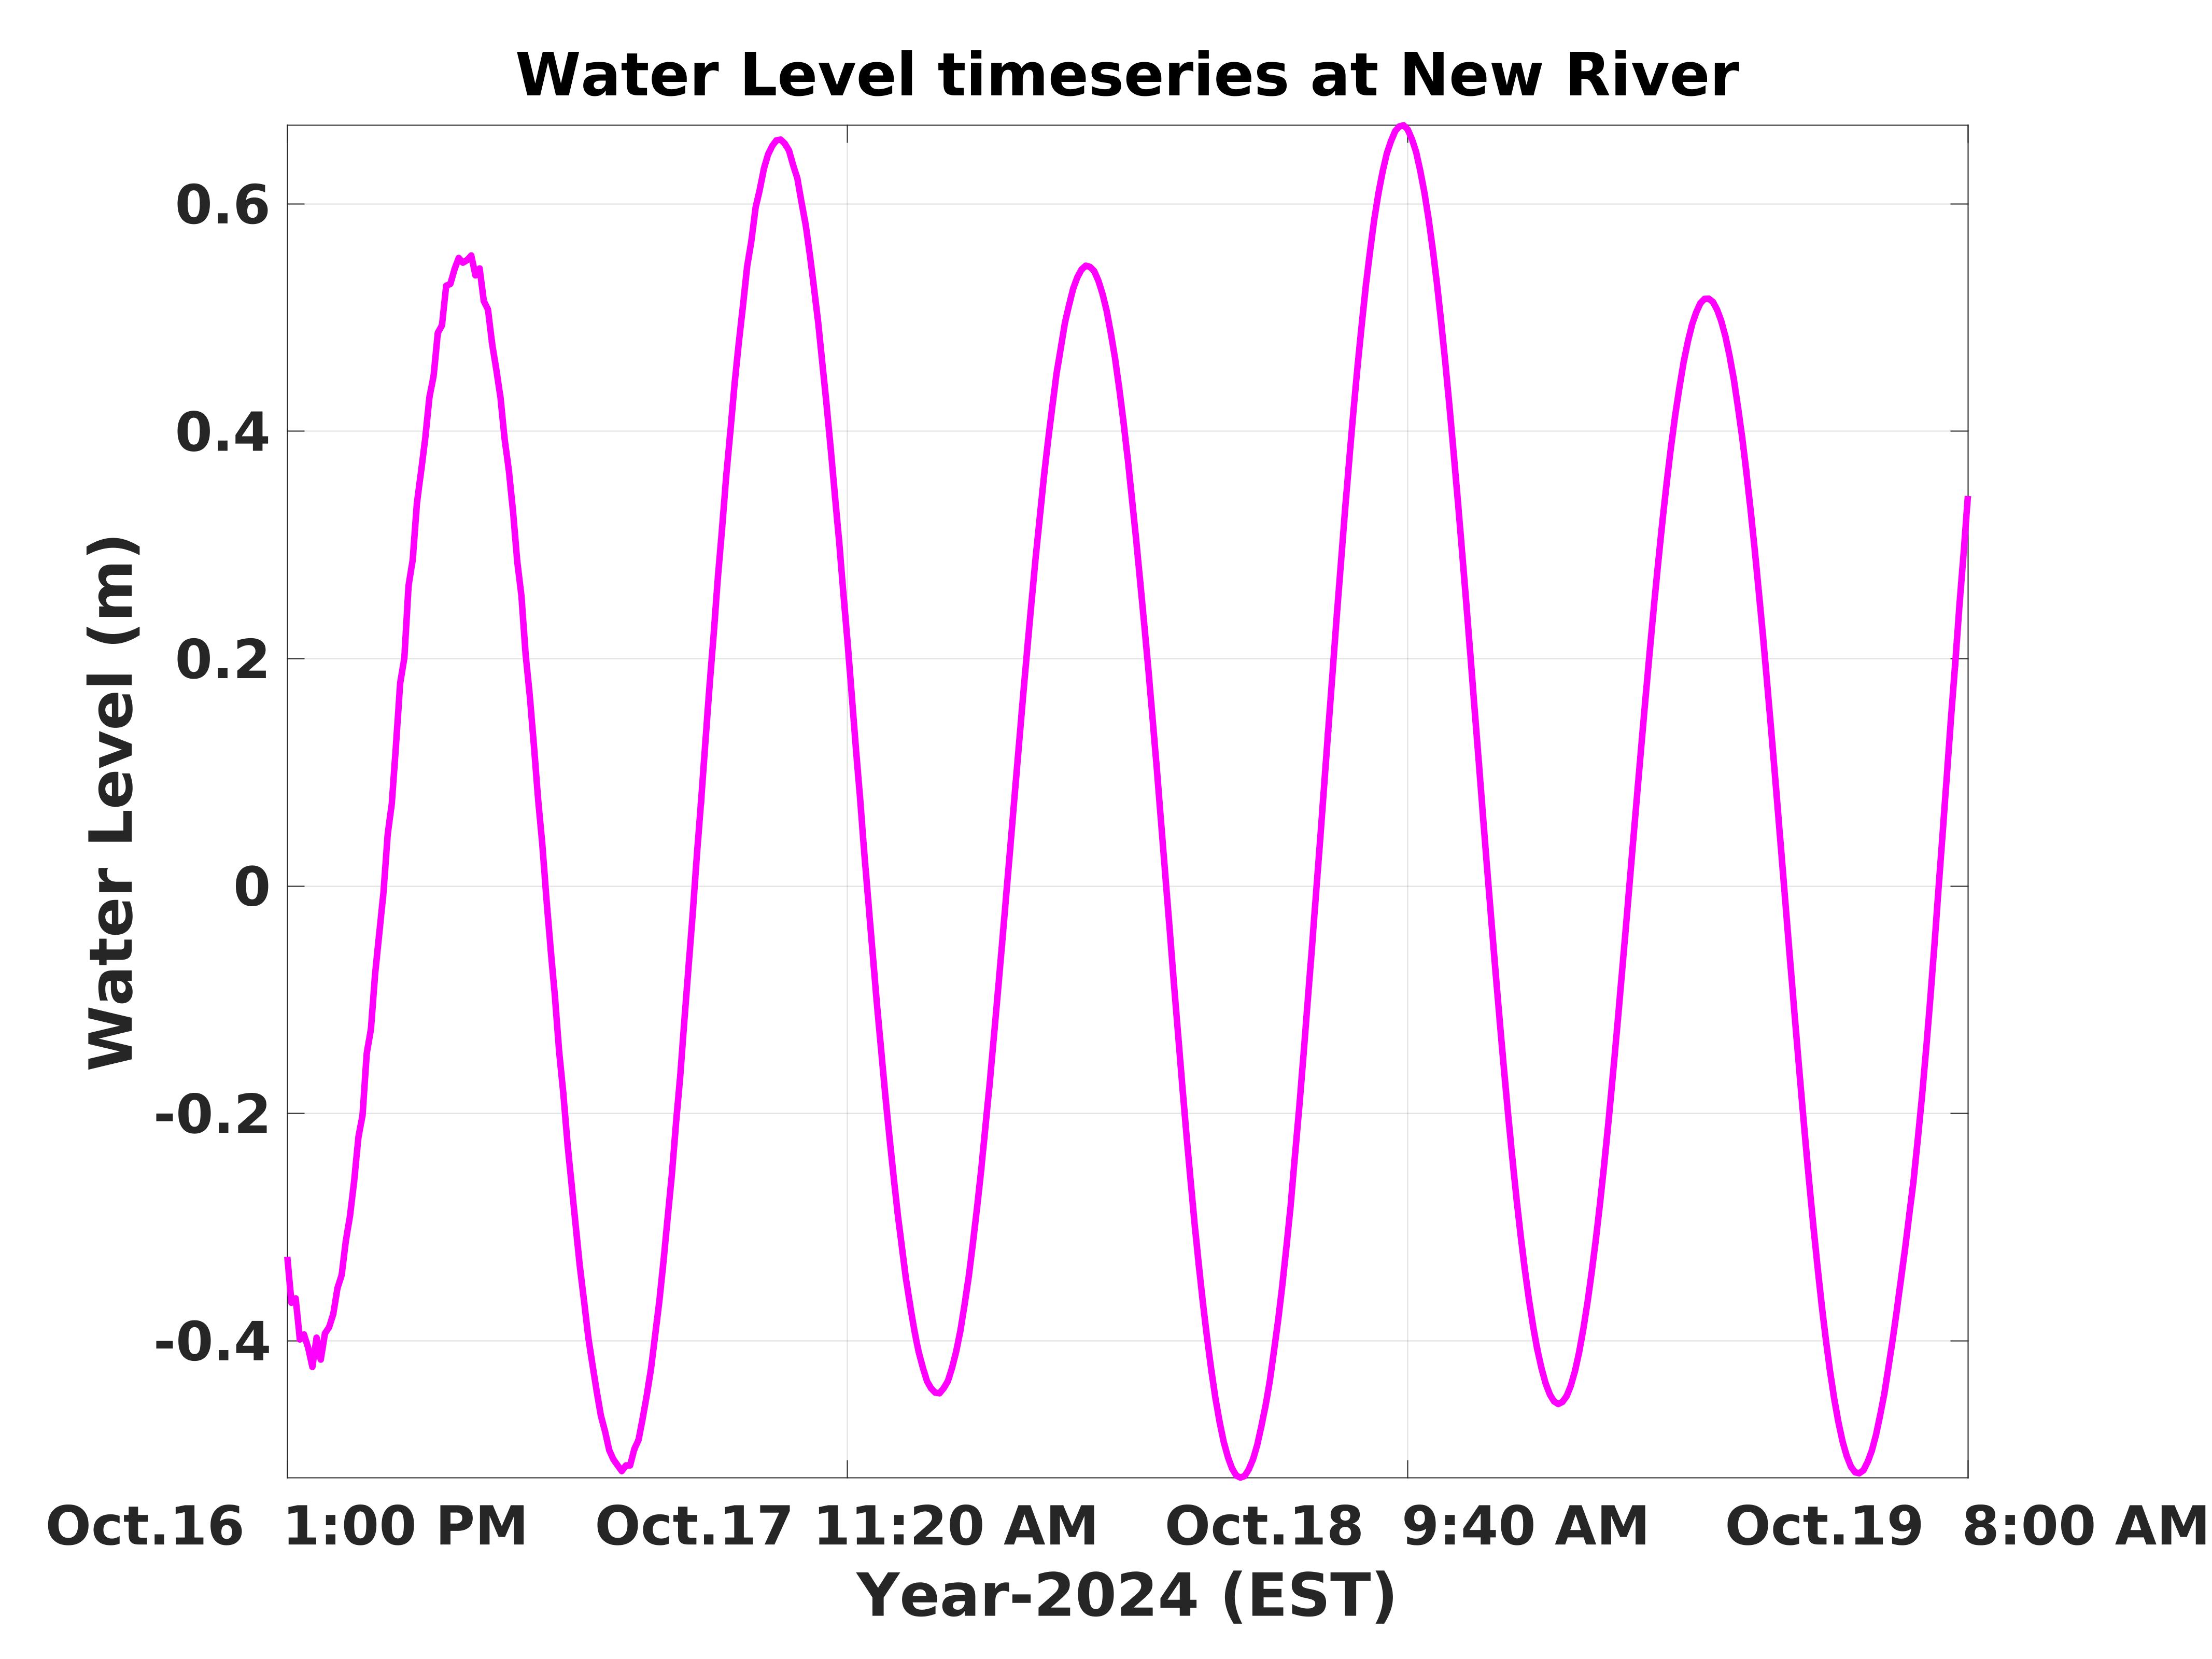 Water Level timeseries at New River
0.6
0.4
0.2
0
-0.2
-0.4
Water Level (m)
Oct.16 1:00 PM Oct.17 11:20 AM Oct.18 9:40 AM Oct.19 8:00 AM
Year-2024 (EST)